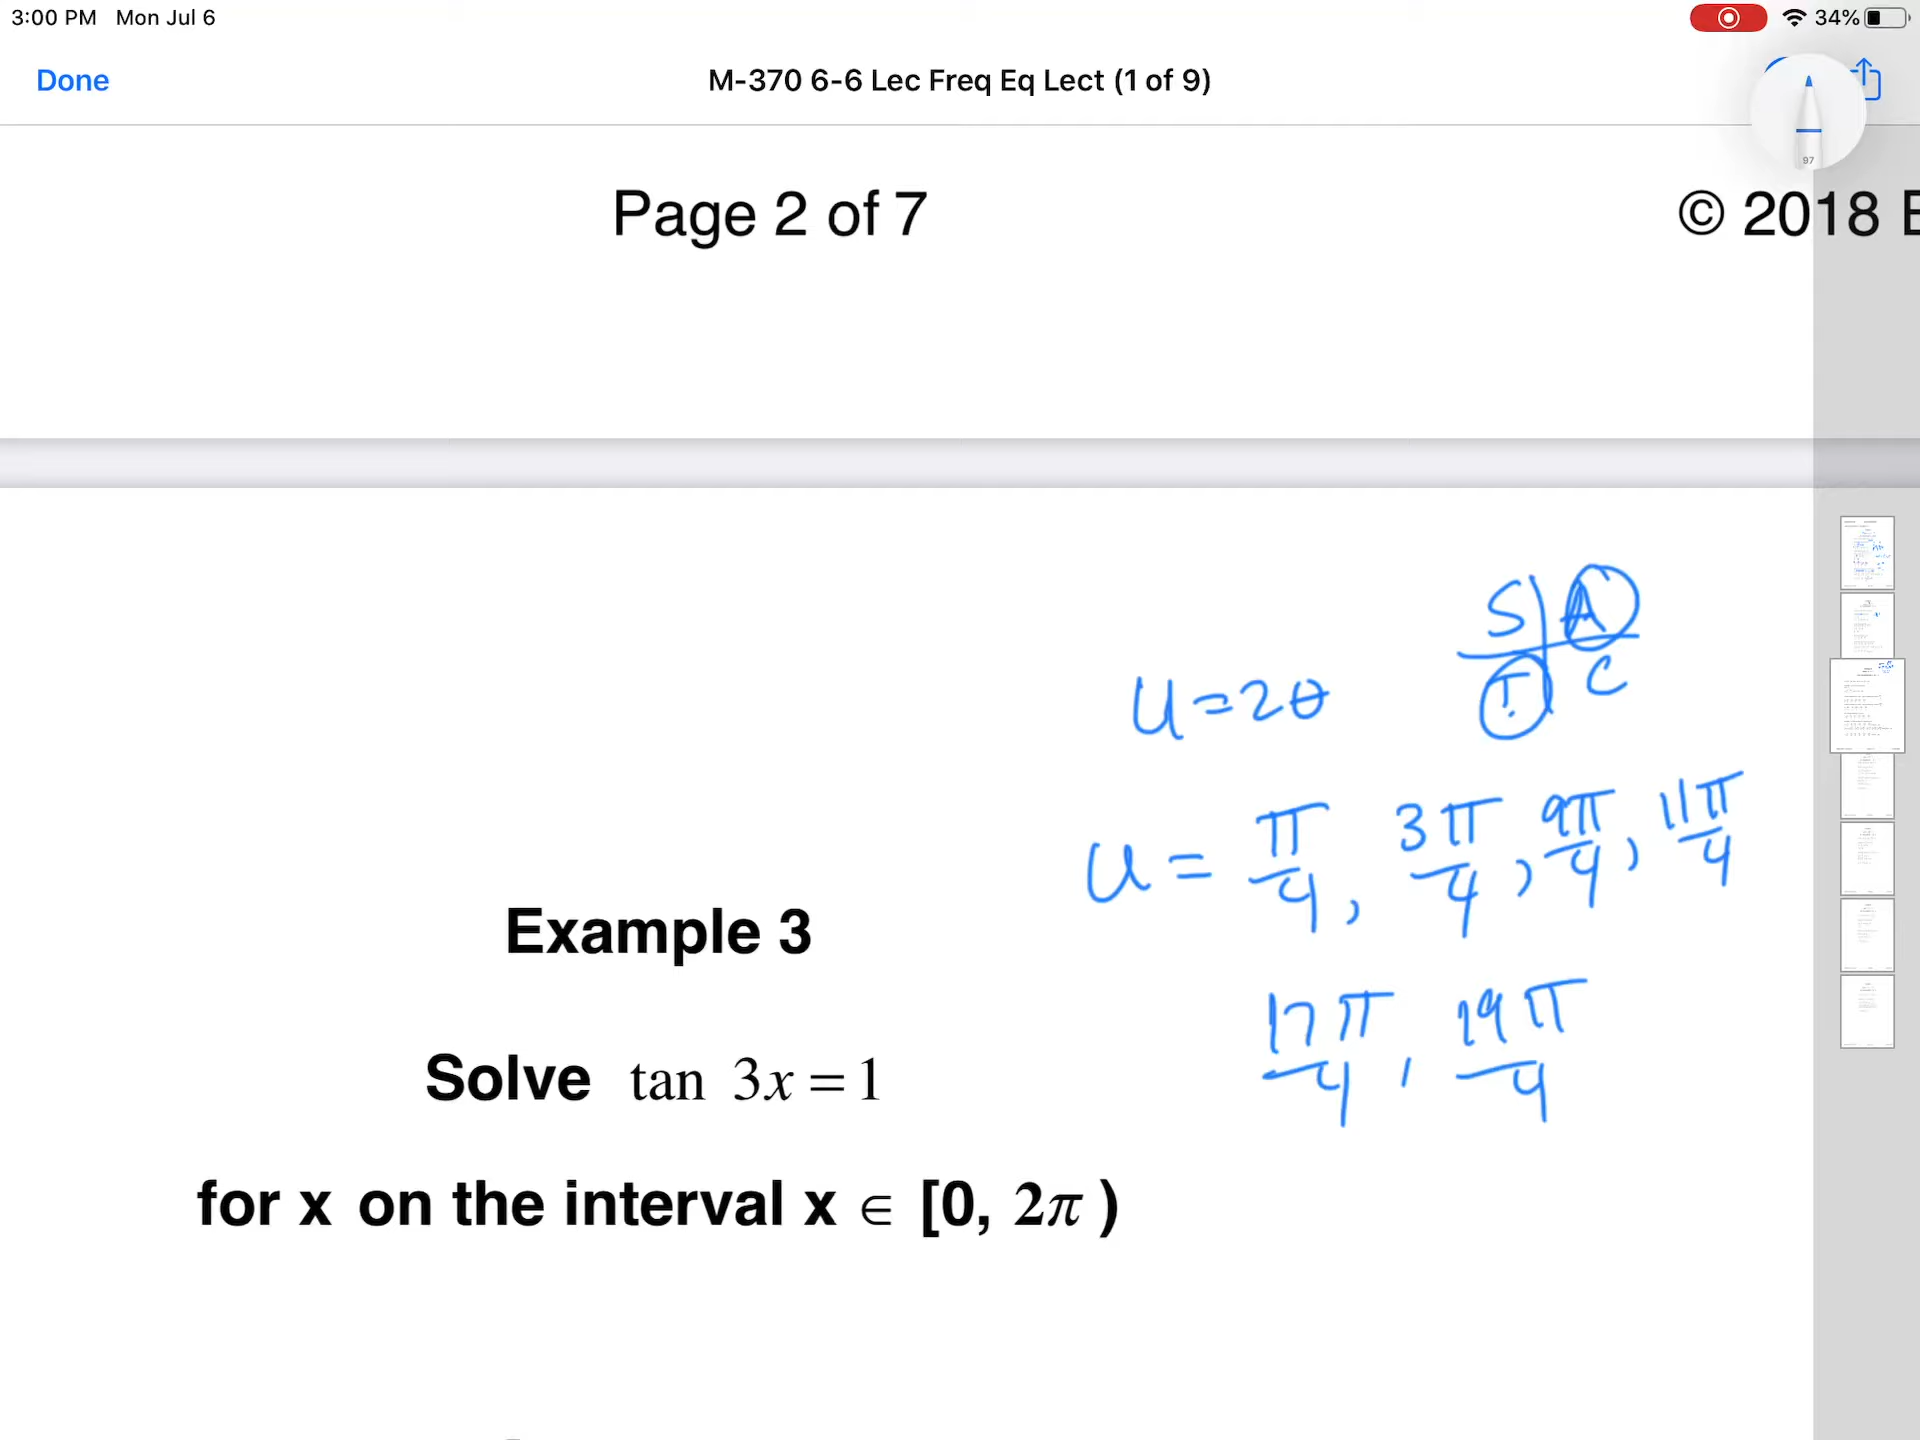 3:00 PM Mon Jul 6 34%
Done M-370 6-6 Lec Freq Eq Lect (1 of 9)
97
Page 2 of 7 © 2018
S A
T C
u = 2θ
u = π/4, 3π/4, 9π/4, 11π/4
17π/4, 19π/4
Example 3
Solve tan 3x = 1
for x on the interval x ∈ [0, 2π )